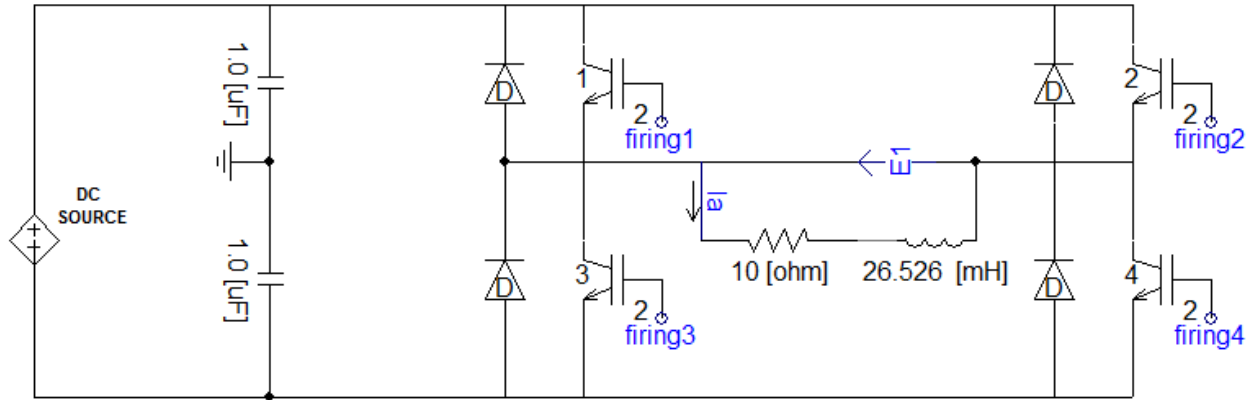 1.0 [uF]
D
1
2
firing1
D
2
2
firing2
E1
DC
SOURCE
Ia
1.0 [uF]
D
3
2
firing3
10 [ohm]
26.526 [mH]
D
4
2
firing4